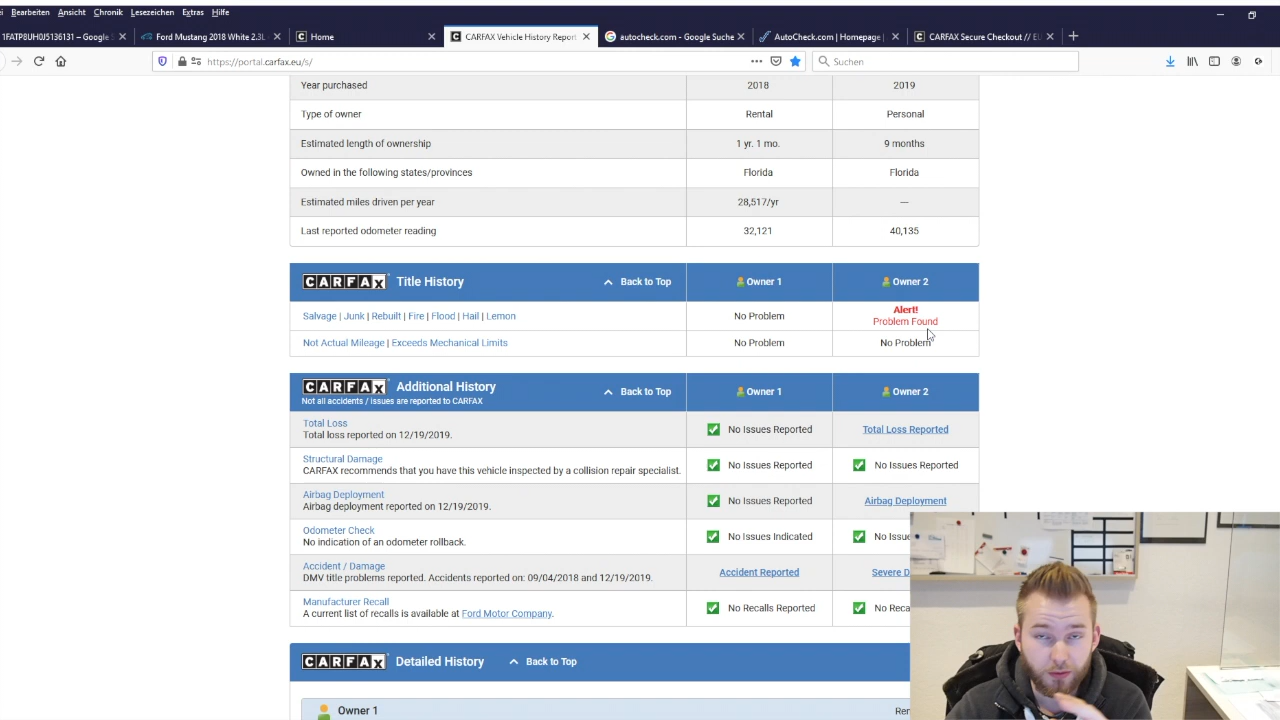 Ansicht Chronik Lesezeichen Extras Hilfe
1FATP8UH0J5136131 – Google S
Ford Mustang 2018 White 2.3L
Home
CARFAX Vehicle History Report
autocheck.com - Google Suche
AutoCheck.com | Homepage
CARFAX Secure Checkout // EU
https://portal.carfax.eu/s/
Suchen
Year purchased 2018 2019
Type of owner Rental Personal
Estimated length of ownership 1 yr. 1 mo. 9 months
Owned in the following states/provinces Florida Florida
Estimated miles driven per year 28,517/yr —
Last reported odometer reading 32,121 40,135
CARFAX Title History Back to Top Owner 1 Owner 2
Salvage | Junk | Rebuilt | Fire | Flood | Hail | Lemon No Problem Alert!
Problem Found
Not Actual Mileage | Exceeds Mechanical Limits No Problem No Problem
CARFAX Additional History Back to Top Owner 1 Owner 2
Not all accidents / issues are reported to CARFAX
Total Loss
Total loss reported on 12/19/2019.
No Issues Reported Total Loss Reported
Structural Damage
CARFAX recommends that you have this vehicle inspected by a collision repair specialist.
No Issues Reported No Issues Reported
Airbag Deployment
Airbag deployment reported on 12/19/2019.
No Issues Reported Airbag Deployment
Odometer Check
No indication of an odometer rollback.
No Issues Indicated No Issue
Accident / Damage
DMV title problems reported. Accidents reported on: 09/04/2018 and 12/19/2019.
Accident Reported Severe D
Manufacturer Recall
A current list of recalls is available at Ford Motor Company.
No Recalls Reported No Reca
CARFAX Detailed History Back to Top
Owner 1 Ren